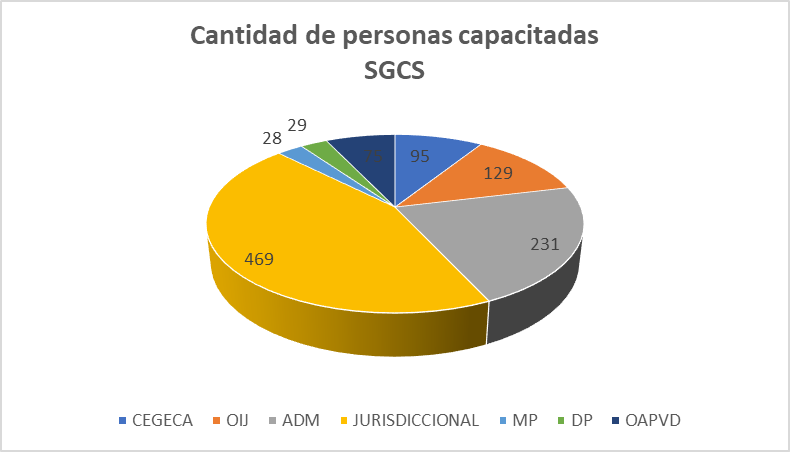 Cantidad de personas capacitadas
SGCS
28
29
95
129
231
469
CEGECA OIJ ADM JURISDICCIONAL MP DP OAPVD